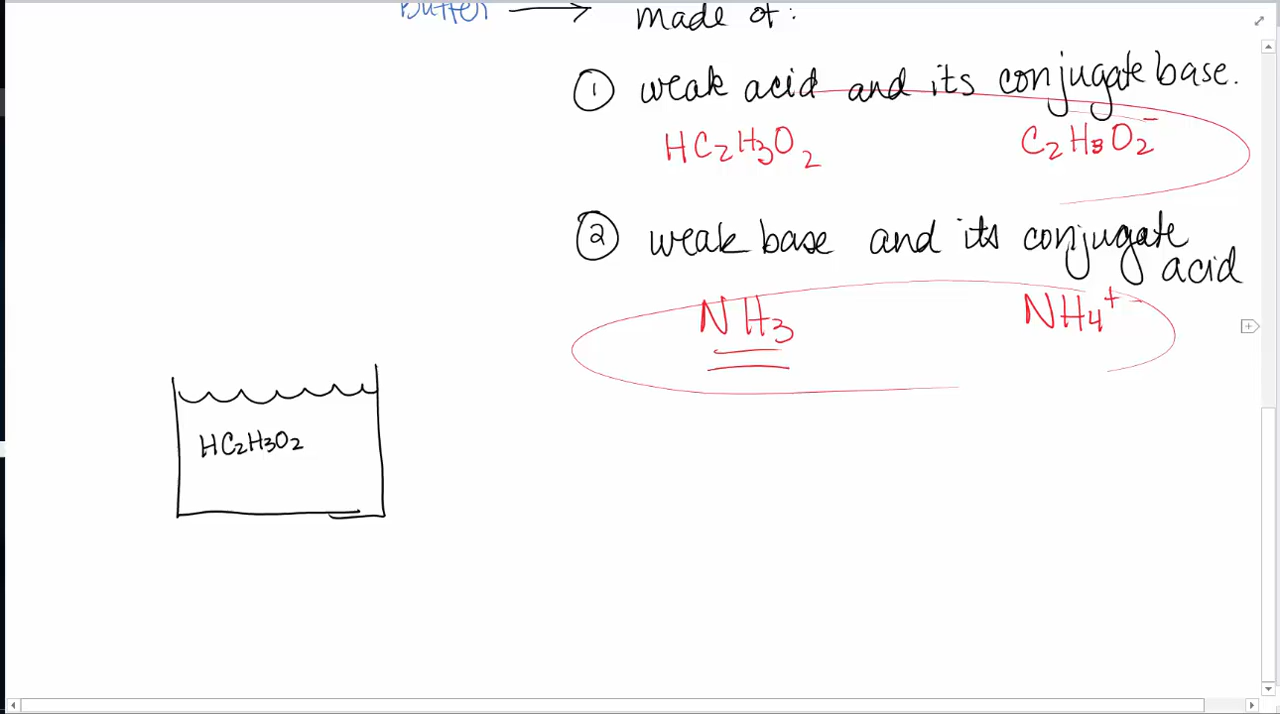 Buffer → made of:
① weak acid and its conjugate base.
HC₂H₃O₂ C₂H₃O₂⁻
② weak base and its conjugate
acid
NH₃ NH₄⁺
HC₂H₃O₂